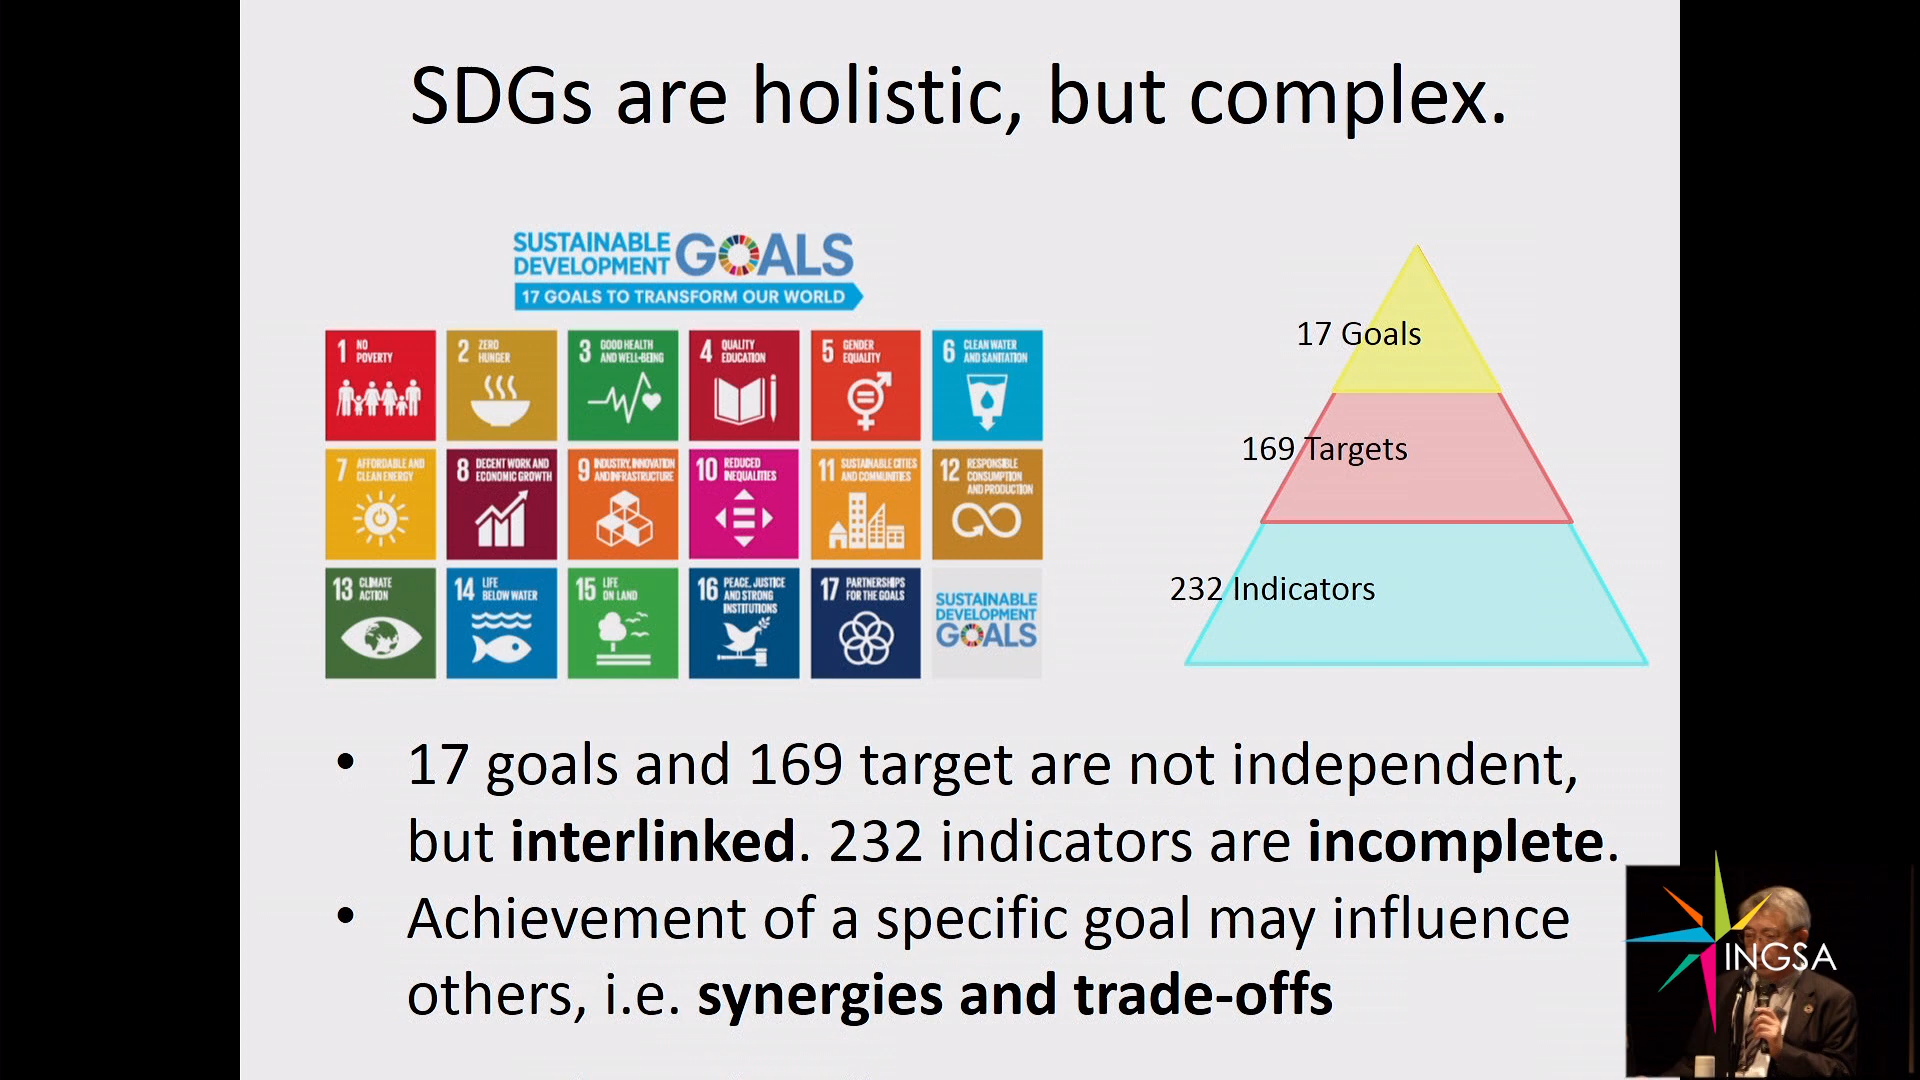 SDGs are holistic, but complex.
SUSTAINABLE
DEVELOPMENT
GOALS
17 GOALS TO TRANSFORM OUR WORLD
1 NO
POVERTY
2 ZERO
HUNGER
3 GOOD HEALTH
AND WELL-BEING
4 QUALITY
EDUCATION
5 GENDER
EQUALITY
6 CLEAN WATER
AND SANITATION
7 AFFORDABLE AND
CLEAN ENERGY
8 DECENT WORK AND
ECONOMIC GROWTH
9 INDUSTRY, INNOVATION
AND INFRASTRUCTURE
10 REDUCED
INEQUALITIES
11 SUSTAINABLE CITIES
AND COMMUNITIES
12 RESPONSIBLE
CONSUMPTION
AND PRODUCTION
13 CLIMATE
ACTION
14 LIFE
BELOW WATER
15 LIFE
ON LAND
16 PEACE, JUSTICE
AND STRONG
INSTITUTIONS
17 PARTNERSHIPS
FOR THE GOALS
SUSTAINABLE
DEVELOPMENT
GOALS
17 Goals
169 Targets
232 Indicators
• 17 goals and 169 target are not independent,
but interlinked. 232 indicators are incomplete.
• Achievement of a specific goal may influence
others, i.e. synergies and trade-offs
INGSA